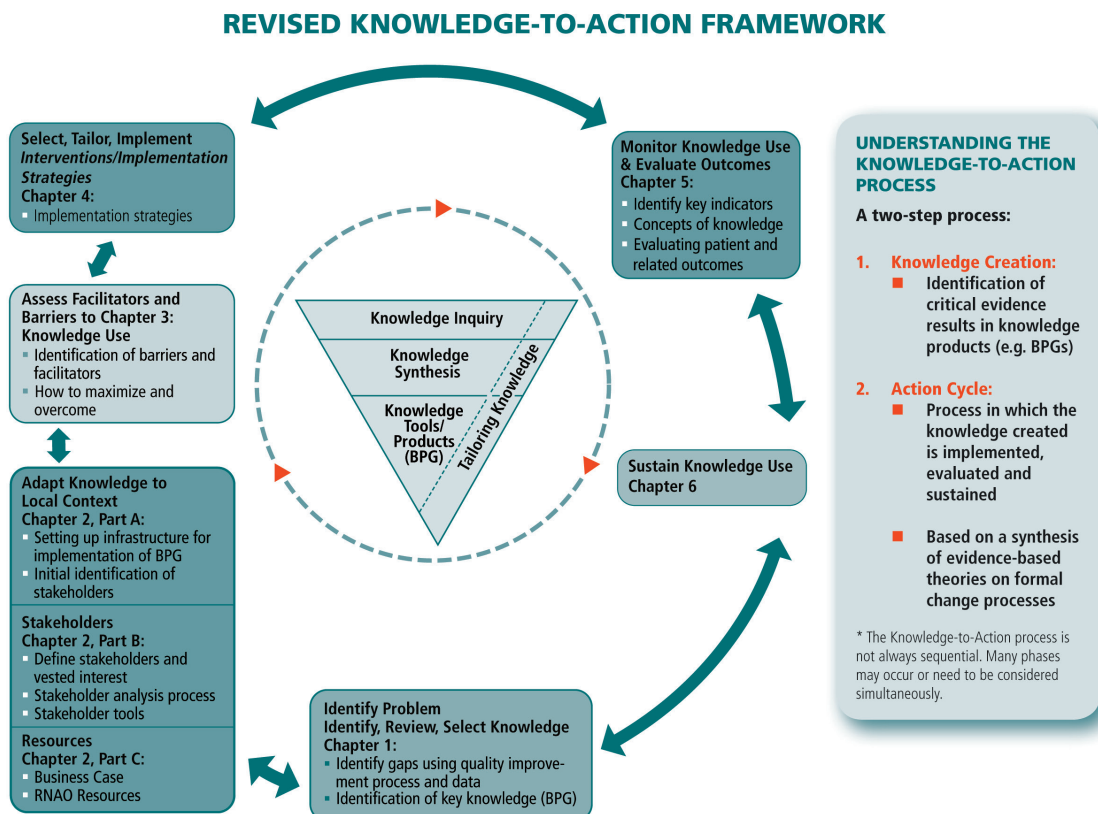 REVISED KNOWLEDGE-TO-ACTION FRAMEWORK
Select, Tailor, Implement
Interventions/Implementation
Strategies
Chapter 4:
Implementation strategies
Assess Facilitators and
Barriers to Chapter 3:
Knowledge Use
Identification of barriers and
facilitators
How to maximize and
overcome
Adapt Knowledge to
Local Context
Chapter 2, Part A:
Setting up infrastructure for
implementation of BPG
Initial identification of
stakeholders
Stakeholders
Chapter 2, Part B:
Define stakeholders and
vested interest
Stakeholder analysis process
Stakeholder tools
Resources
Chapter 2, Part C:
Business Case
RNAO Resources
Identify Problem
Identify, Review, Select Knowledge
Chapter 1:
Identify gaps using quality improve-
ment process and data
Identification of key knowledge (BPG)
Knowledge Inquiry
Knowledge
Synthesis
Knowledge
Tools/
Products
(BPG)
Tailoring Knowledge
Monitor Knowledge Use
& Evaluate Outcomes
Chapter 5:
Identify key indicators
Concepts of knowledge
Evaluating patient and
related outcomes
Sustain Knowledge Use
Chapter 6
UNDERSTANDING THE
KNOWLEDGE-TO-ACTION
PROCESS
A two-step process:
1. Knowledge Creation:
Identification of
critical evidence
results in knowledge
products (e.g. BPGs)
2. Action Cycle:
Process in which the
knowledge created
is implemented,
evaluated and
sustained
Based on a synthesis
of evidence-based
theories on formal
change processes
* The Knowledge-to-Action process is
not always sequential. Many phases
may occur or need to be considered
simultaneously.